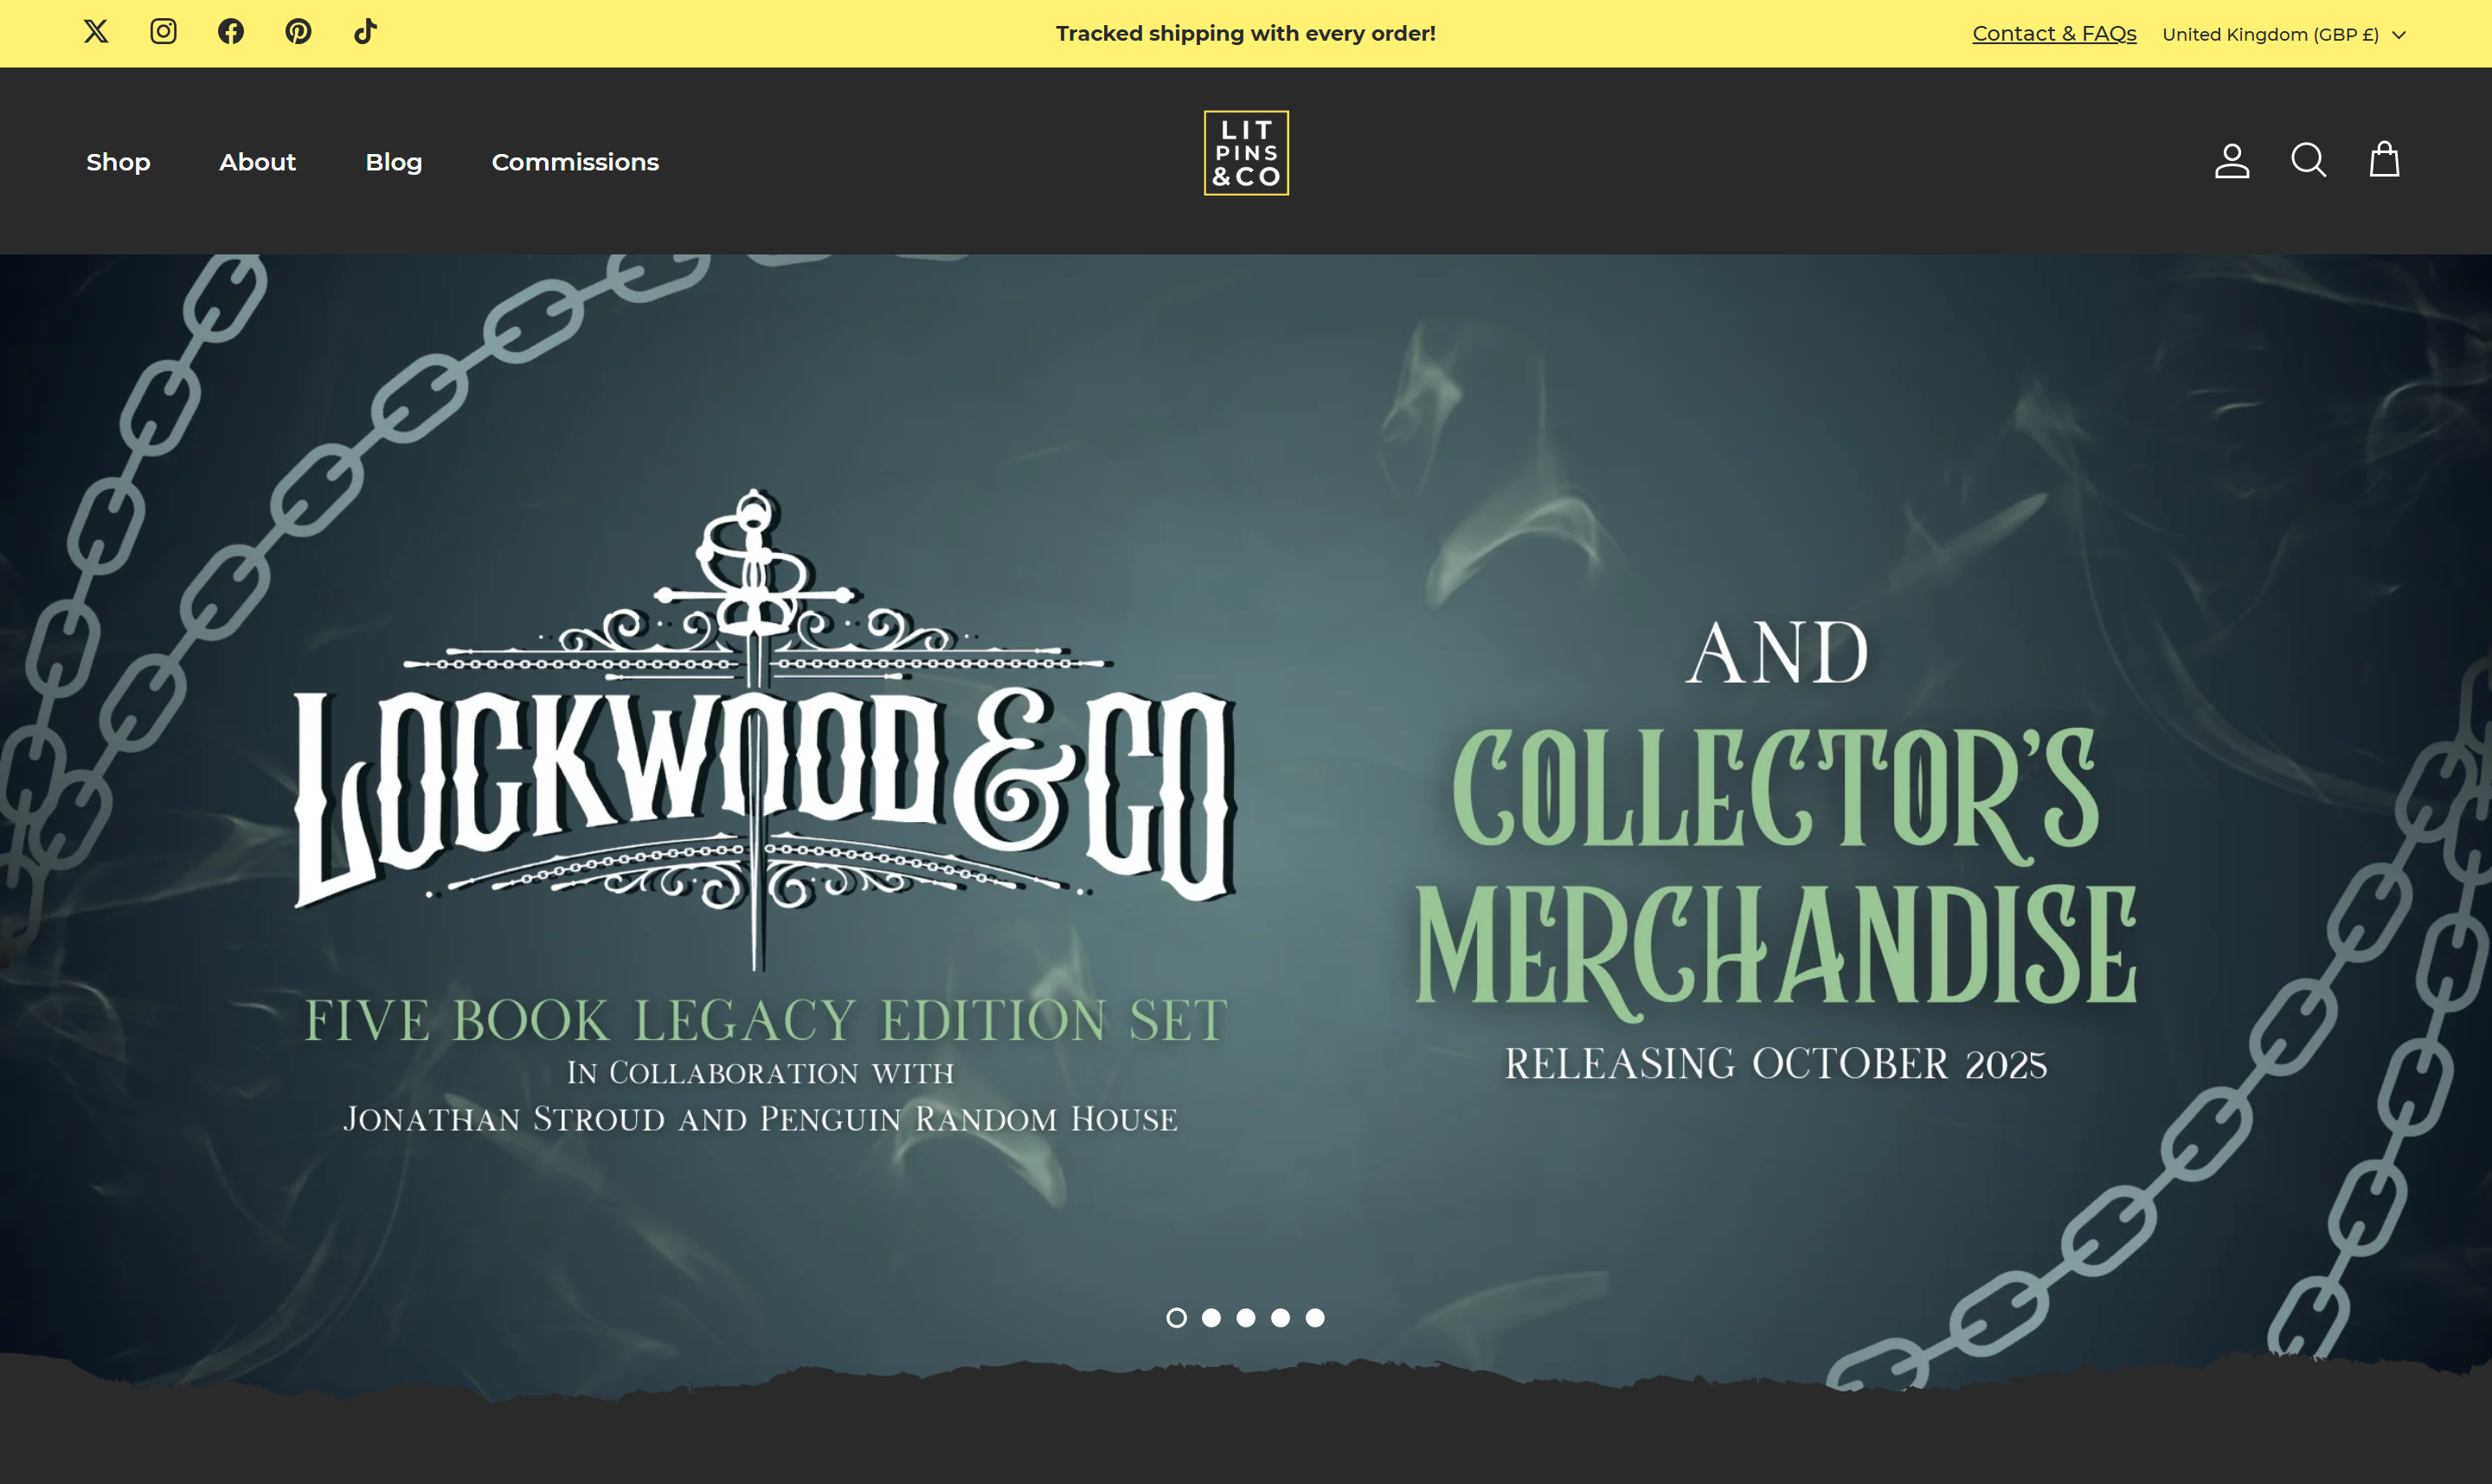 Tracked shipping with every order!
Contact & FAQs
United Kingdom (GBP £)
Shop
About
Blog
Commissions
LIT
PINS
&CO
LOCKWOOD & CO
FIVE BOOK LEGACY EDITION SET
In Collaboration with
Jonathan Stroud and Penguin Random House
AND
COLLECTOR'S
MERCHANDISE
RELEASING OCTOBER 2025